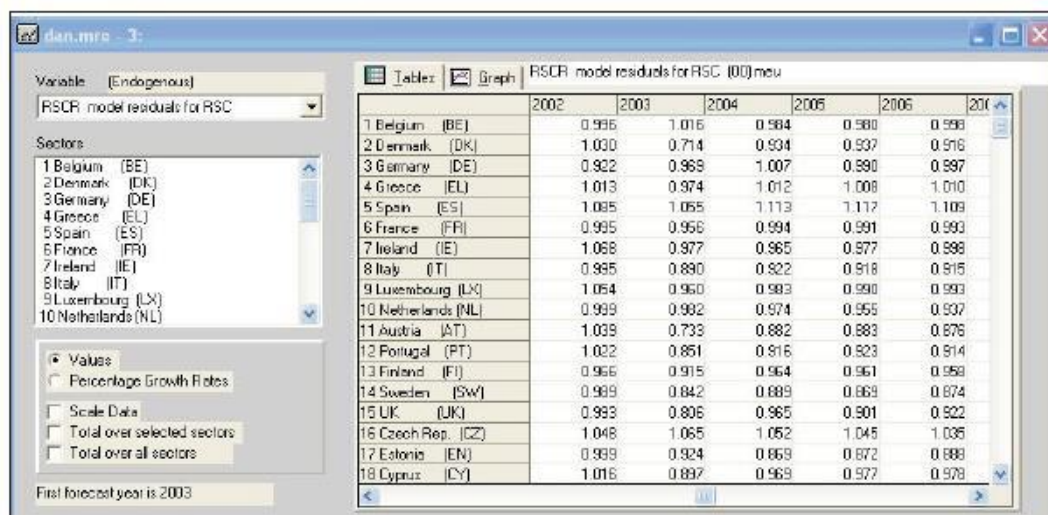 dan.mre - 3:
Variable (Endogenous)
RSCR model residuals for RSC
Sectors
1 Belgium (BE)
2 Denmark (DK)
3 Germany (DE)
4 Greece (EL)
5 Spain (ES)
6 France (FR)
7 Ireland (IE)
8 Italy (IT)
9 Luxembourg (LX)
10 Netherlands (NL)
Values
Percentage Growth Rates
Scale Data
Total over selected sectors
Total over all sectors
First forecast year is 2003
Tables Graph RSCR model residuals for RSC (00) meu
2002 2003 2004 2005 2006
1 Belgium (BE) 0.996 1.016 0.984 0.980 0.998
2 Denmark (DK) 1.030 0.714 0.934 0.937 0.916
3 Germany (DE) 0.922 0.969 1.007 0.990 0.997
4 Greece (EL) 1.013 0.974 1.012 1.008 1.010
5 Spain (ES) 1.085 1.055 1.113 1.117 1.109
6 France (FR) 0.995 0.956 0.994 0.991 0.993
7 Ireland (IE) 1.068 0.977 0.965 0.977 0.998
8 Italy (IT) 0.995 0.890 0.922 0.918 0.915
9 Luxembourg (LX) 1.054 0.960 0.983 0.990 0.993
10 Netherlands (NL) 0.999 0.982 0.974 0.955 0.937
11 Austria (AT) 1.039 0.733 0.882 0.883 0.876
12 Portugal (PT) 1.022 0.851 0.916 0.923 0.914
13 Finland (FI) 0.966 0.915 0.964 0.961 0.958
14 Sweden (SW) 0.989 0.842 0.889 0.869 0.874
15 UK (UK) 0.993 0.806 0.965 0.901 0.922
16 Czech Rep. (CZ) 1.048 1.065 1.052 1.045 1.035
17 Estonia (EN) 0.999 0.924 0.869 0.872 0.888
18 Cyprus (CY) 1.016 0.897 0.969 0.977 0.978